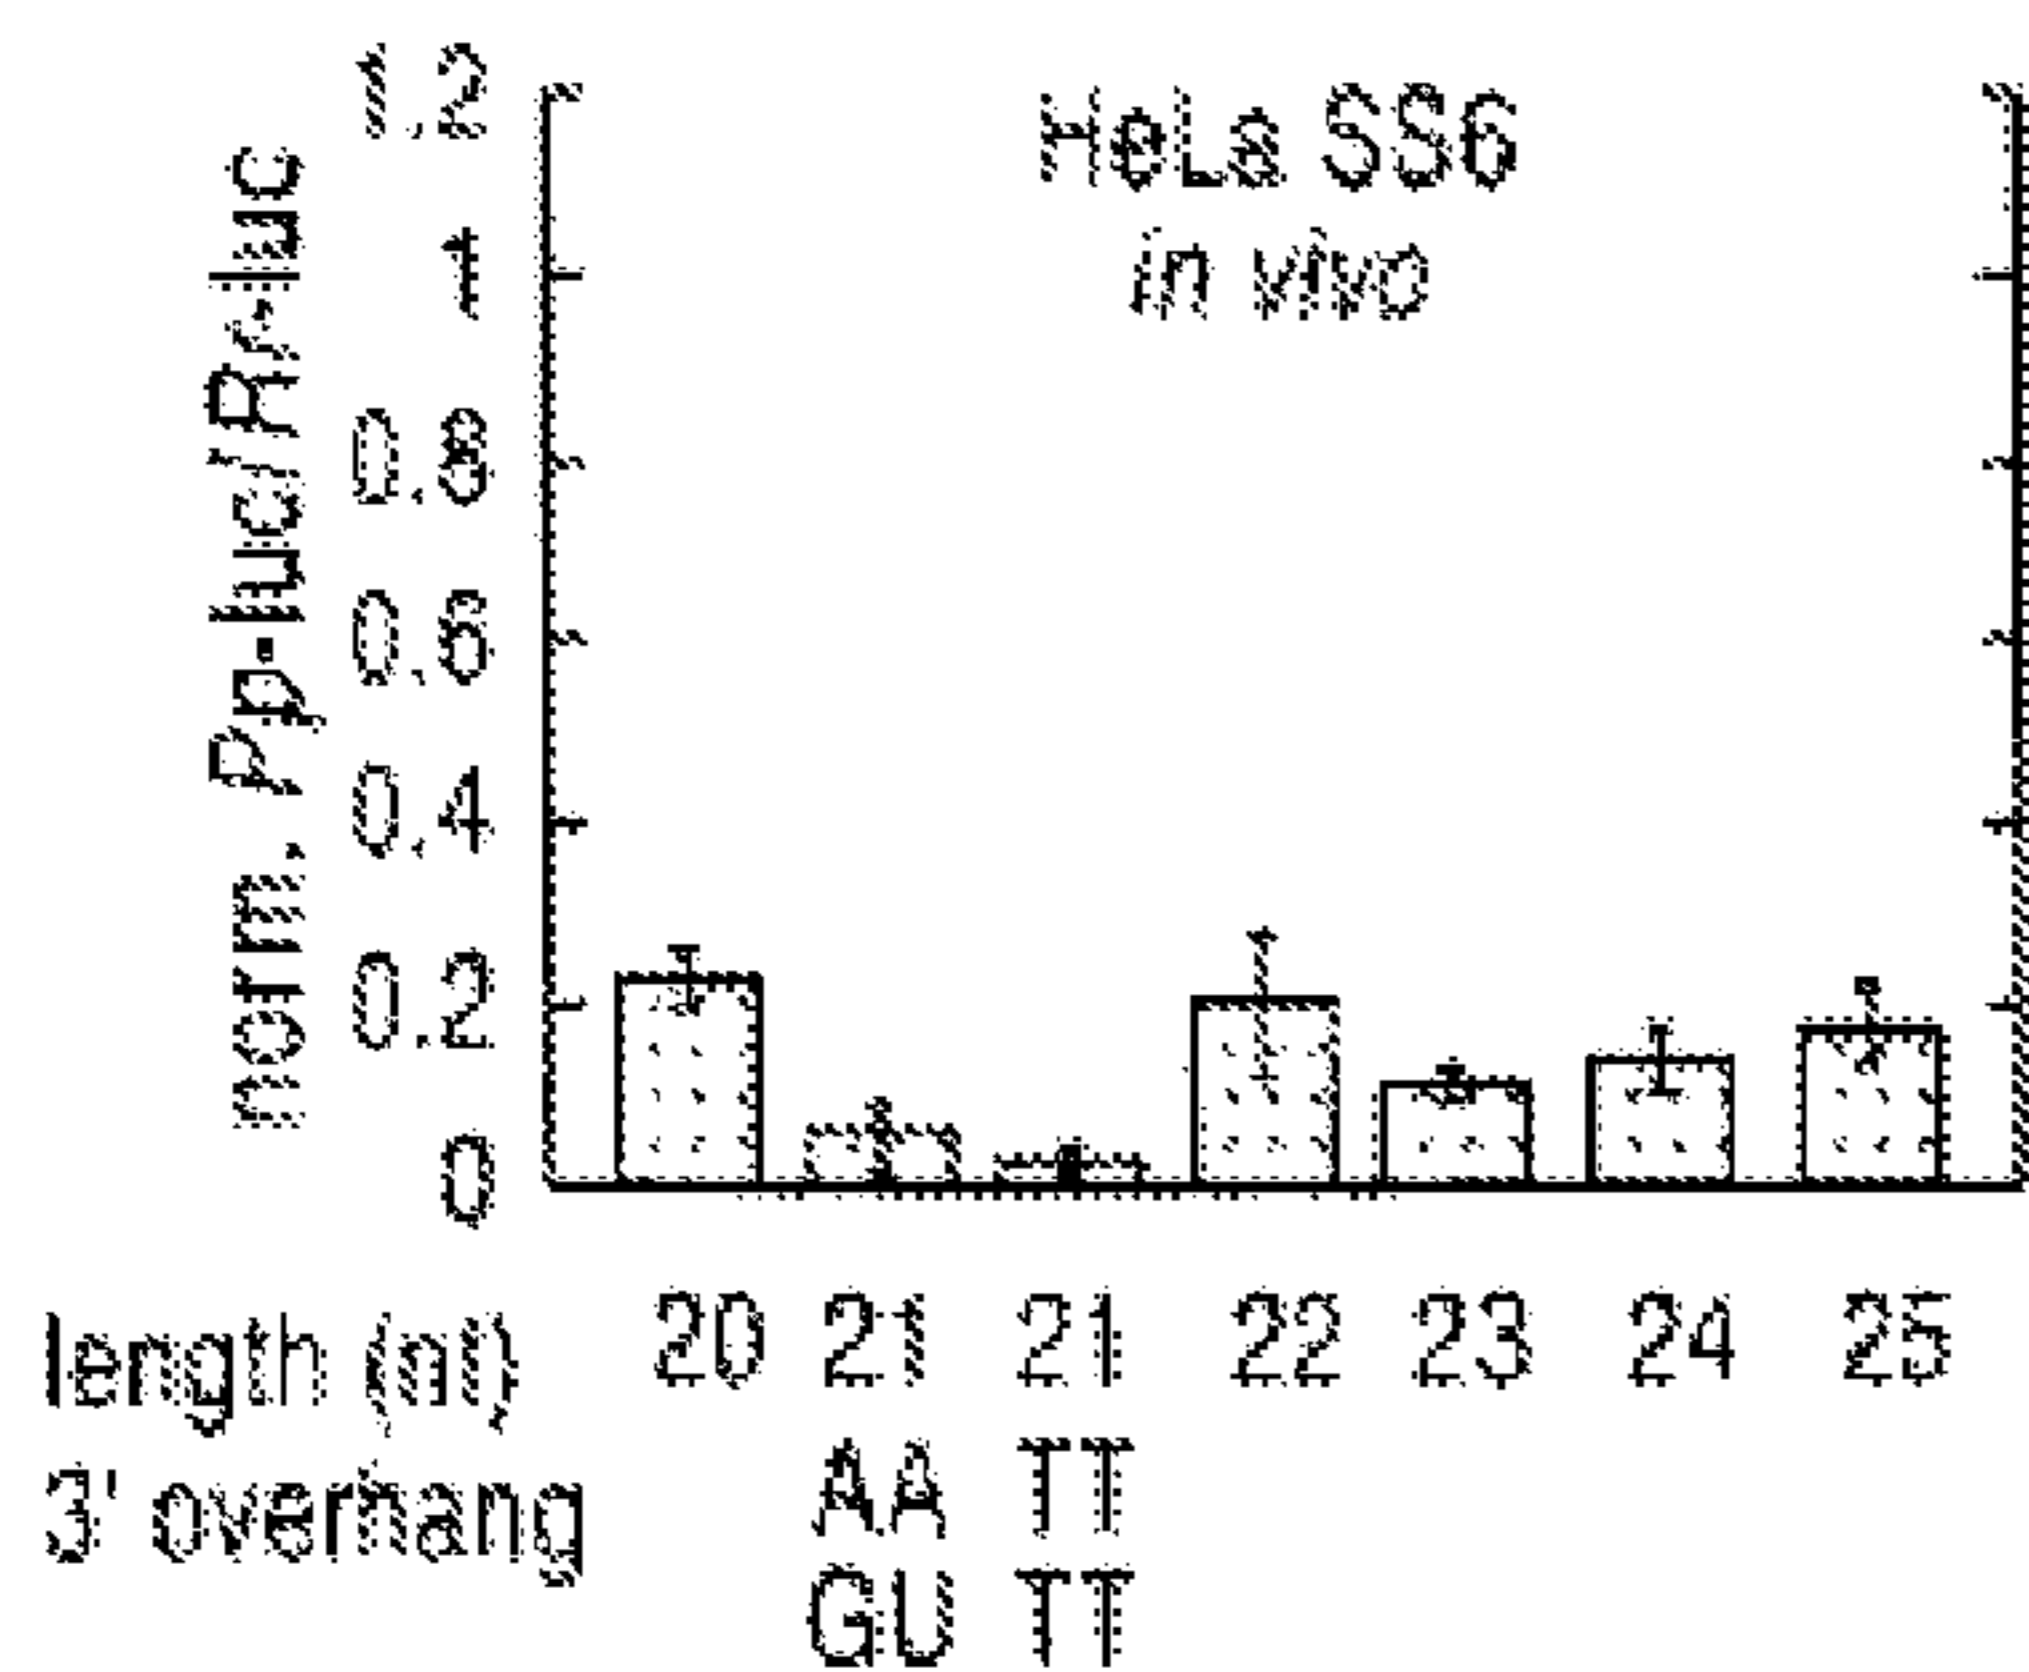 norm. Pp-luc/Rr-luc
1.2
1
0.8
0.6
0.4
0.2
0
HeLa SS6
in vivo
length (nt) 20 21 21 22 23 24 25
3' overhang AA TT
GU TT